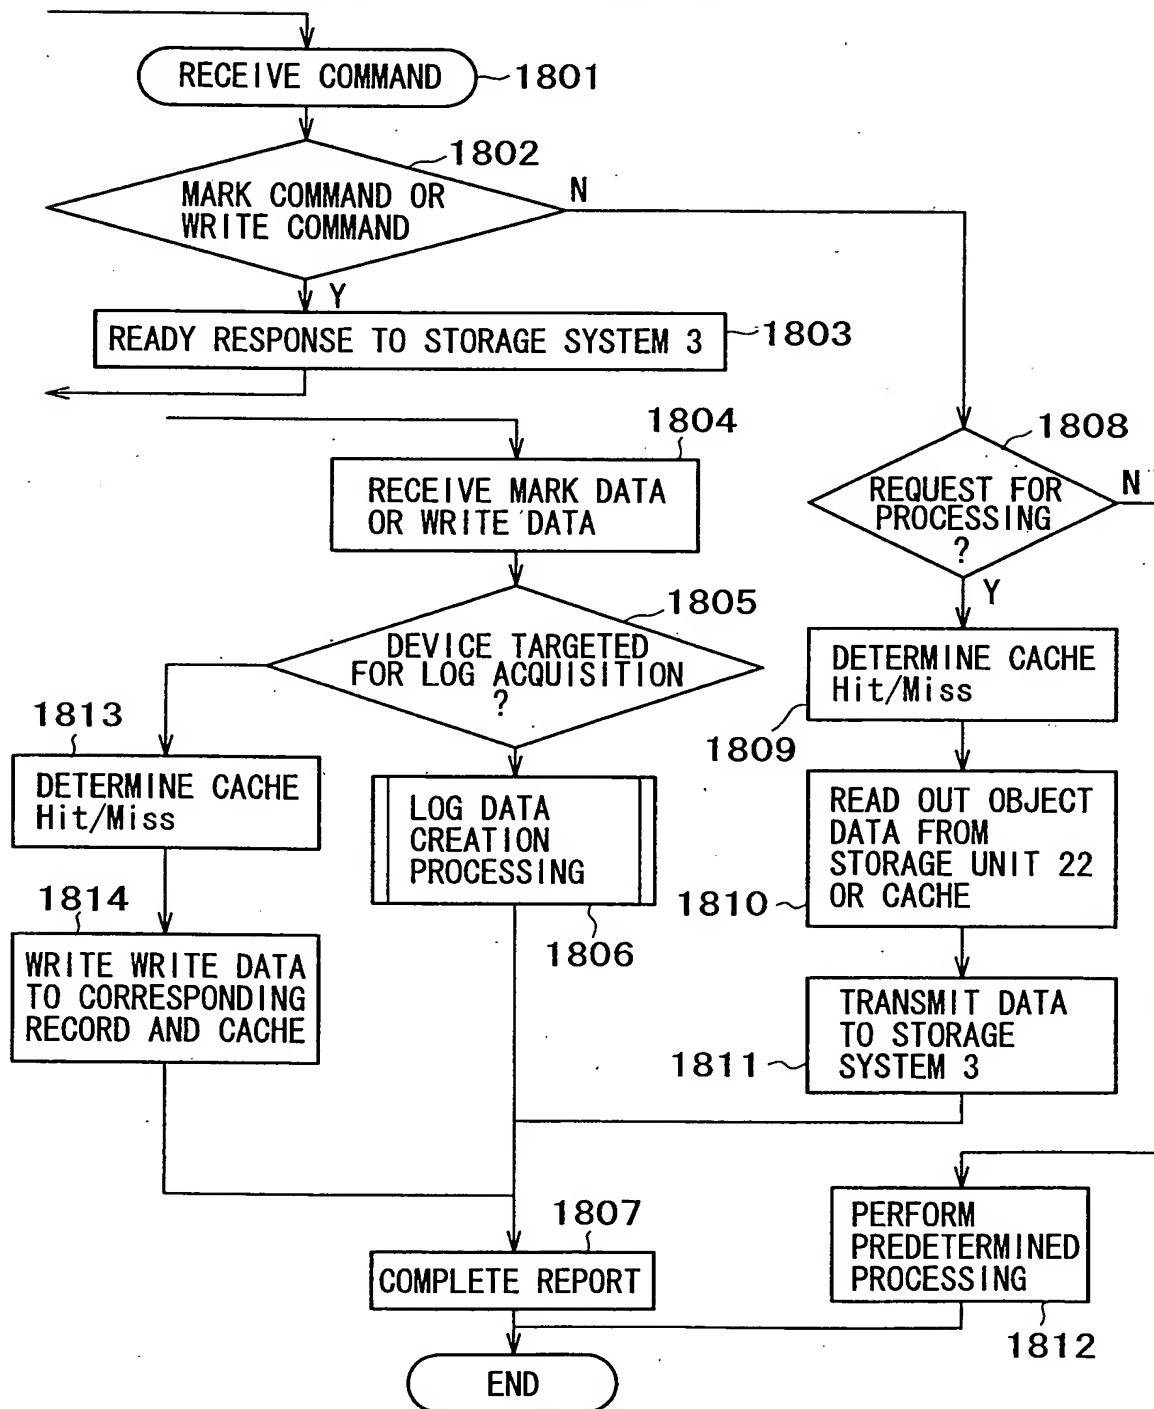 RECEIVE COMMAND
1801
1802
MARK COMMAND OR
WRITE COMMAND
N
Y
READY RESPONSE TO STORAGE SYSTEM 3
1803
1804
RECEIVE MARK DATA
OR WRITE DATA
1808
REQUEST FOR
PROCESSING
?
N
Y
1805
DEVICE TARGETED
FOR LOG ACQUISITION
?
DETERMINE CACHE
Hit/Miss
1809
1813
DETERMINE CACHE
Hit/Miss
LOG DATA
CREATION
PROCESSING
1806
READ OUT OBJECT
DATA FROM
STORAGE UNIT 22
OR CACHE
1810
1814
WRITE WRITE DATA
TO CORRESPONDING
RECORD AND CACHE
TRANSMIT DATA
TO STORAGE
SYSTEM 3
1811
1807
COMPLETE REPORT
PERFORM
PREDETERMINED
PROCESSING
1812
END